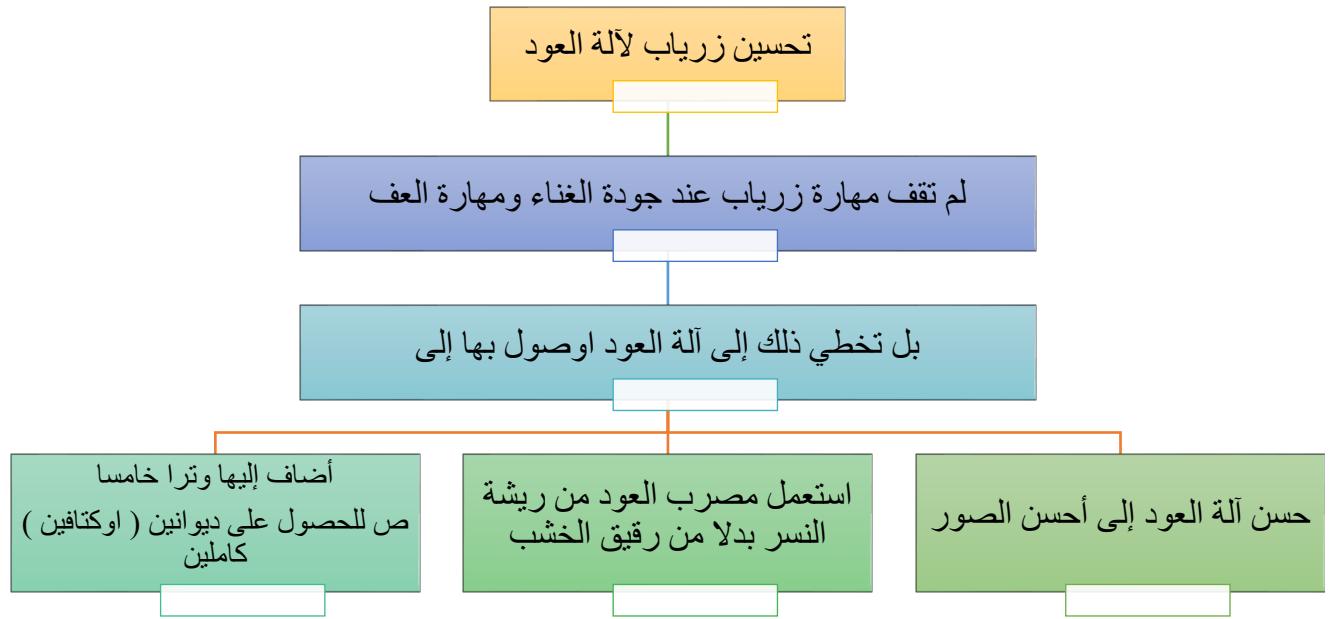 تحسين زرياب لآلة العود
لم تقف مهارة زرياب عند جودة الغناء ومهارة العف
بل تخطي ذلك إلى آلة العود اوصول بها إلى
حسن آلة العود إلى أحسن الصور
استعمل مصرب العود من ريشة
النسر بدلا من رقيق الخشب
أضاف إليها وترا خامسا
ص للحصول على ديوانين ( اوكتافين )
كاملين